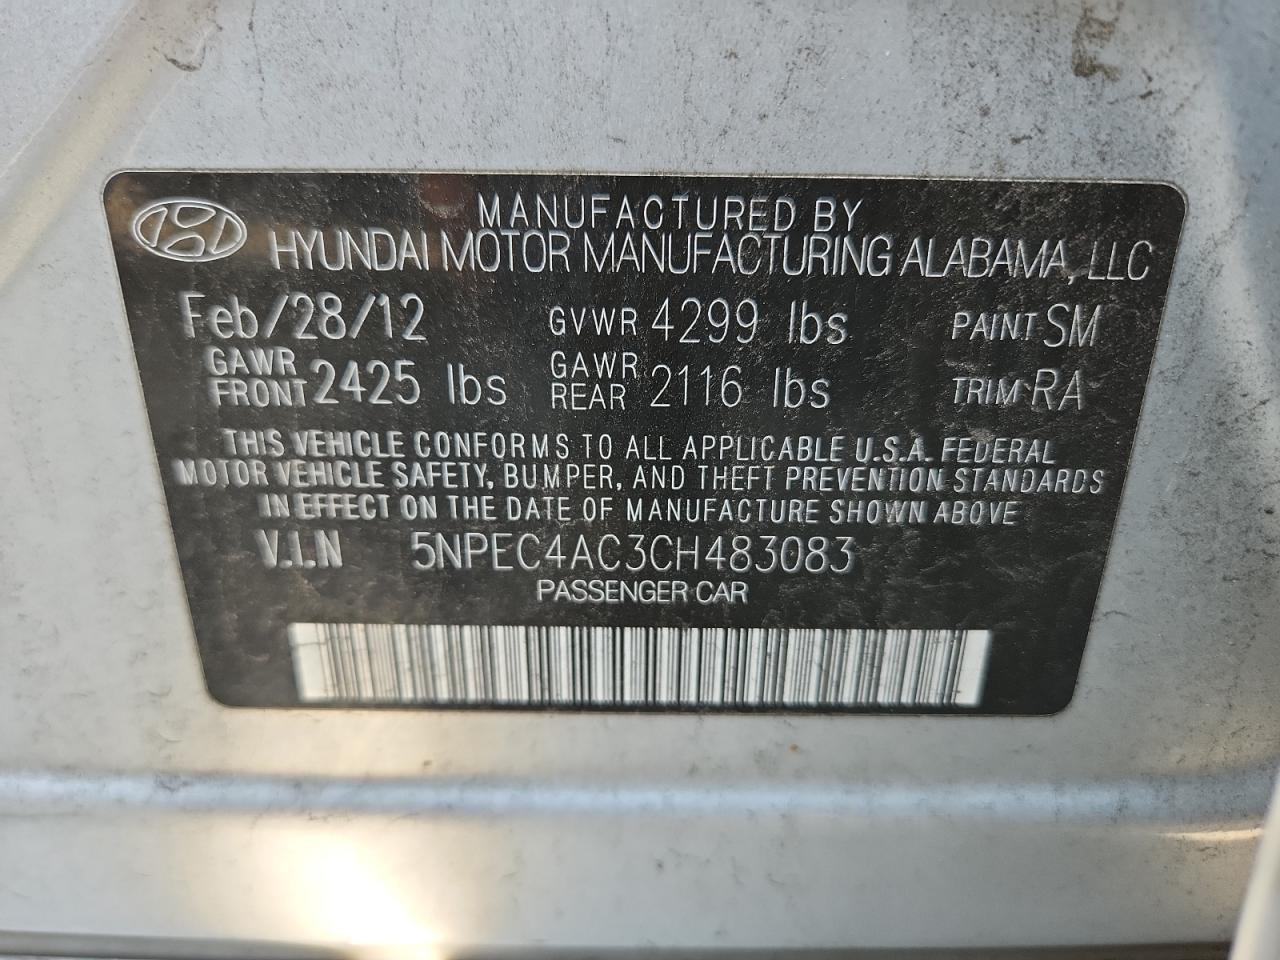 MANUFACTURED BY
HYUNDAI MOTOR MANUFACTURING ALABAMA, LLC
Feb/28/12 GVWR 4299 lbs PAINT SM
GAWR FRONT 2425 lbs GAWR REAR 2116 lbs TRIM RA
THIS VEHICLE CONFORMS TO ALL APPLICABLE U.S.A. FEDERAL
MOTOR VEHICLE SAFETY, BUMPER, AND THEFT PREVENTION STANDARDS
IN EFFECT ON THE DATE OF MANUFACTURE SHOWN ABOVE
V.I.N 5NPEC4AC3CH483083
PASSENGER CAR